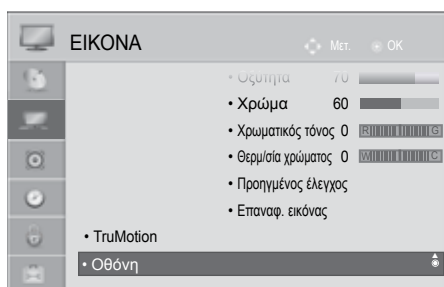 ΕΙΚΟΝΑ Μετ. OK
• Οξύτητα 70
• Χρώμα 60
• Χρωματικός τόνος 0 R G
• Θερμ/σία χρώματος 0 W C
• Προηγμένος έλεγχος
• Επαναφ. εικόνας
• TruMotion
• Οθόνη